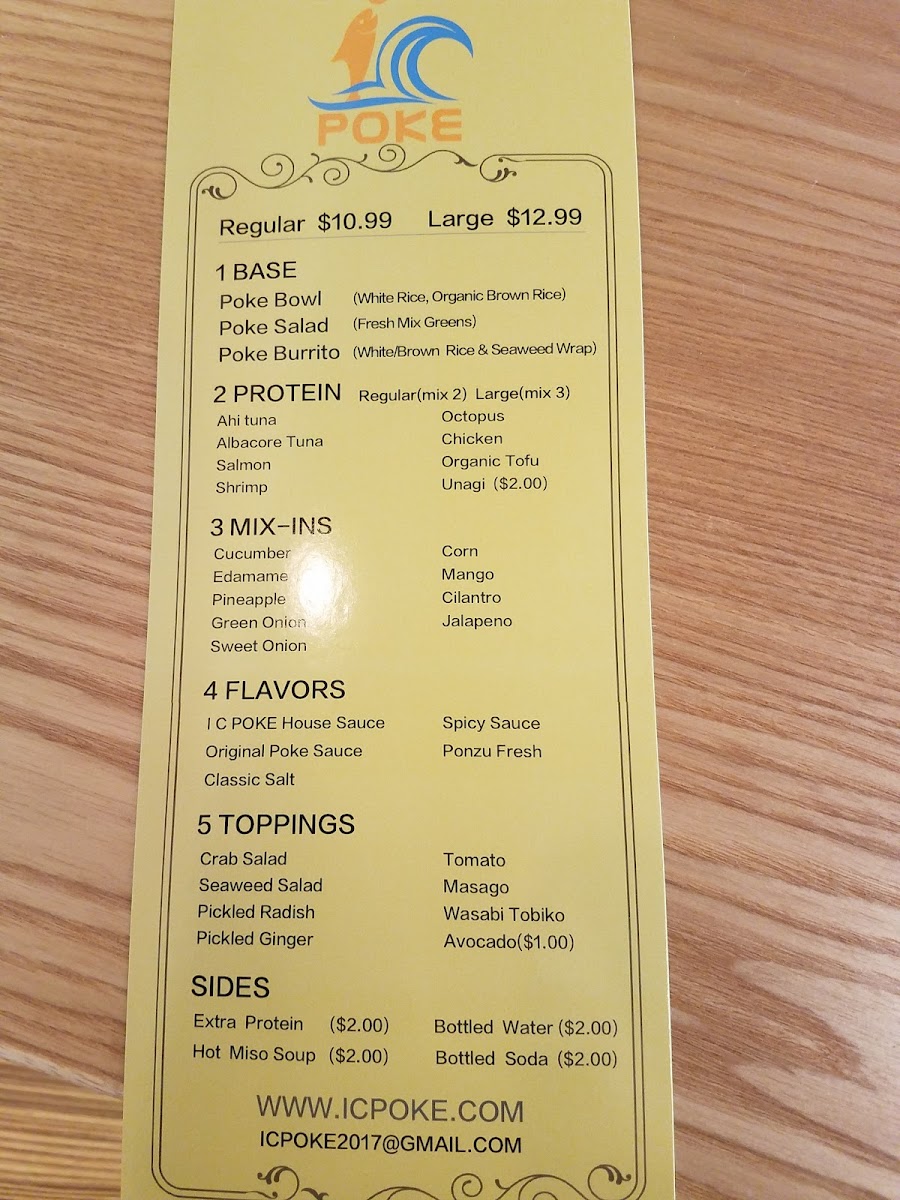 iC
POKE
Regular $10.99 Large $12.99
1 BASE
Poke Bowl (White Rice, Organic Brown Rice)
Poke Salad (Fresh Mix Greens)
Poke Burrito (White/Brown Rice & Seaweed Wrap)
2 PROTEIN Regular(mix 2) Large(mix 3)
Ahi tuna Octopus
Albacore Tuna Chicken
Salmon Organic Tofu
Shrimp Unagi ($2.00)
3 MIX-INS
Cucumber Corn
Edamame Mango
Pineapple Cilantro
Green Onion Jalapeno
Sweet Onion
4 FLAVORS
I C POKE House Sauce Spicy Sauce
Original Poke Sauce Ponzu Fresh
Classic Salt
5 TOPPINGS
Crab Salad Tomato
Seaweed Salad Masago
Pickled Radish Wasabi Tobiko
Pickled Ginger Avocado($1.00)
SIDES
Extra Protein ($2.00) Bottled Water ($2.00)
Hot Miso Soup ($2.00) Bottled Soda ($2.00)
WWW.ICPOKE.COM
ICPOKE2017@GMAIL.COM